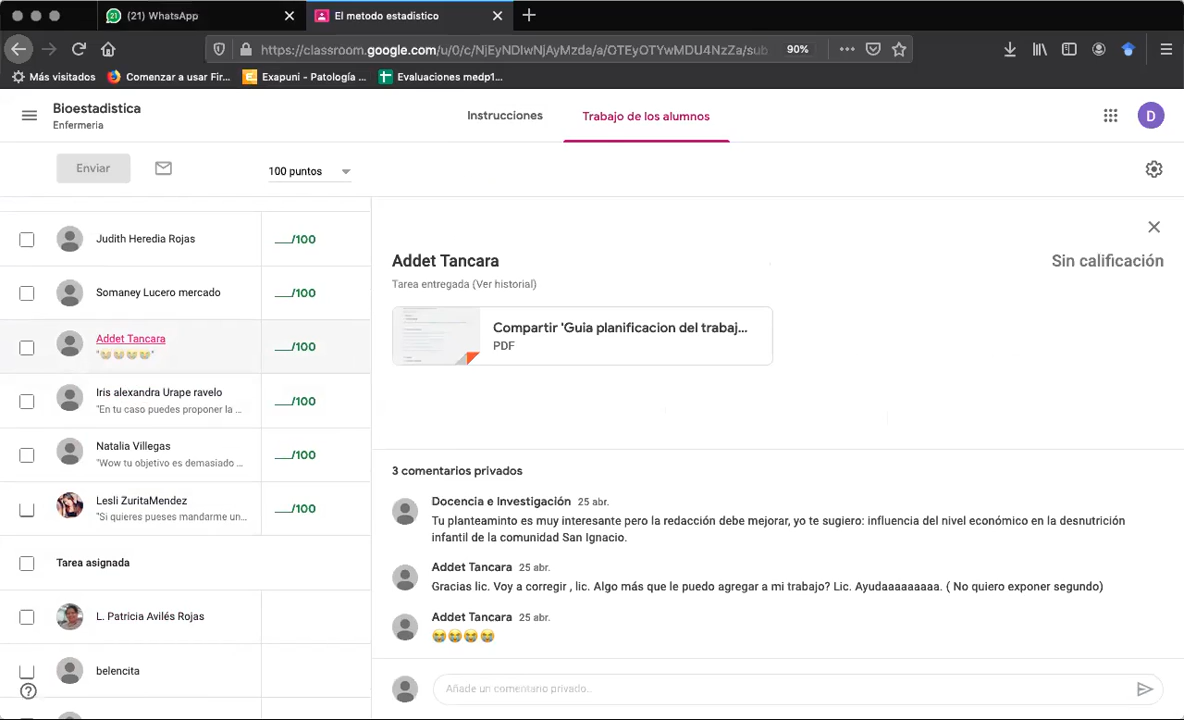 (21) WhatsApp
El metodo estadistico
https://classroom.google.com/u/0/c/NjEyNDIwNjAyMzda/a/OTEyOTYwMDU4NzZa/sub
90%
Más visitados
Comenzar a usar Fir...
Exapuni - Patología ...
Evaluaciones medp1...
Bioestadistica
Enfermeria
Instrucciones
Trabajo de los alumnos
D
Enviar
100 puntos
Judith Heredia Rojas
__/100
Somaney Lucero mercado
__/100
Addet Tancara
"😭😭😭😭"
__/100
Iris alexandra Urape ravelo
"En tu caso puedes proponer la ...
__/100
Natalia Villegas
"Wow tu objetivo es demasiado ...
__/100
Lesli ZuritaMendez
"Si quieres pueses mandarme un...
__/100
Tarea asignada
L. Patricia Avilés Rojas
belencita
Addet Tancara
Sin calificación
Tarea entregada (Ver historial)
Compartir 'Guia planificacion del trabaj...
PDF
3 comentarios privados
Docencia e Investigación 25 abr.
Tu planteaminto es muy interesante pero la redacción debe mejorar, yo te sugiero: influencia del nivel económico en la desnutrición
infantil de la comunidad San Ignacio.
Addet Tancara 25 abr.
Gracias lic. Voy a corregir , lic. Algo más que le puedo agregar a mi trabajo? Lic. Ayudaaaaaaaa. ( No quiero exponer segundo)
Addet Tancara 25 abr.
😭😭😭😭
Añade un comentario privado..